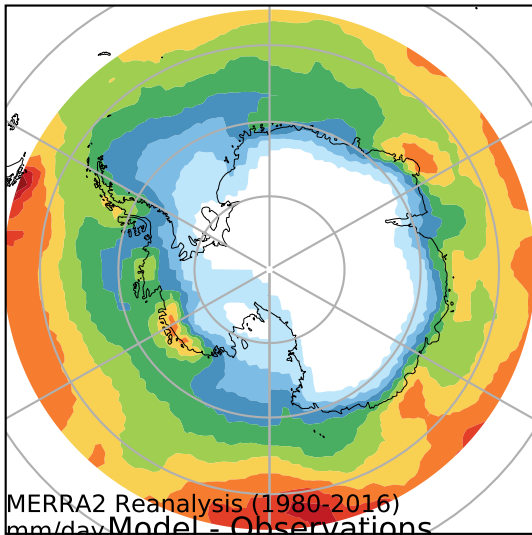 MERRA2 Reanalysis (1980-2016)
mm/day Model - Observations